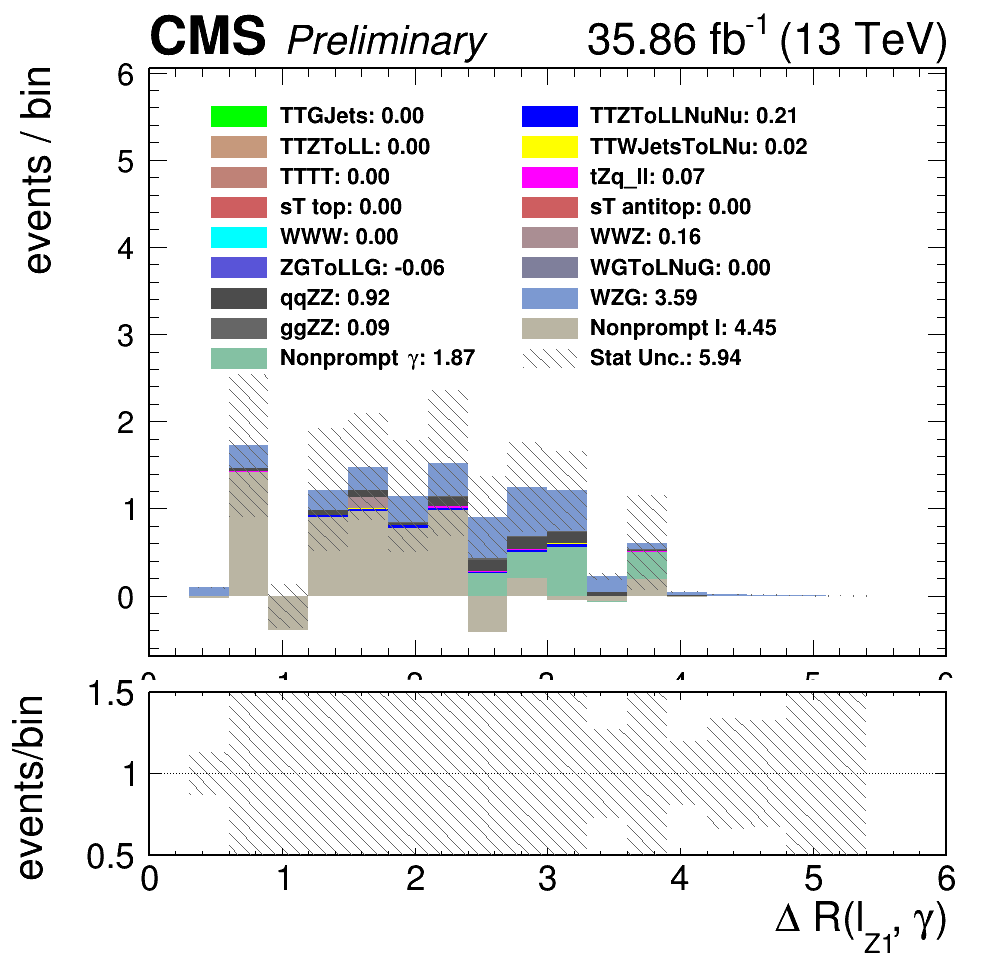 CMS Preliminary 35.86 fb-1 (13 TeV)
events / bin
6
5
4
3
2
1
0
TTGJets: 0.00 TTZToLLNuNu: 0.21
TTZToLL: 0.00 TTWJetsToLNu: 0.02
TTTT: 0.00 tZq_ll: 0.07
sT top: 0.00 sT antitop: 0.00
WWW: 0.00 WWZ: 0.16
ZGToLLG: -0.06 WGToLNuG: 0.00
qqZZ: 0.92 WZG: 3.59
ggZZ: 0.09 Nonprompt l: 4.45
Nonprompt γ: 1.87 Stat Unc.: 5.94
events/bin
1.5
1
0.5
0 1 2 3 4 5 6
Δ R(l_Z1, γ)